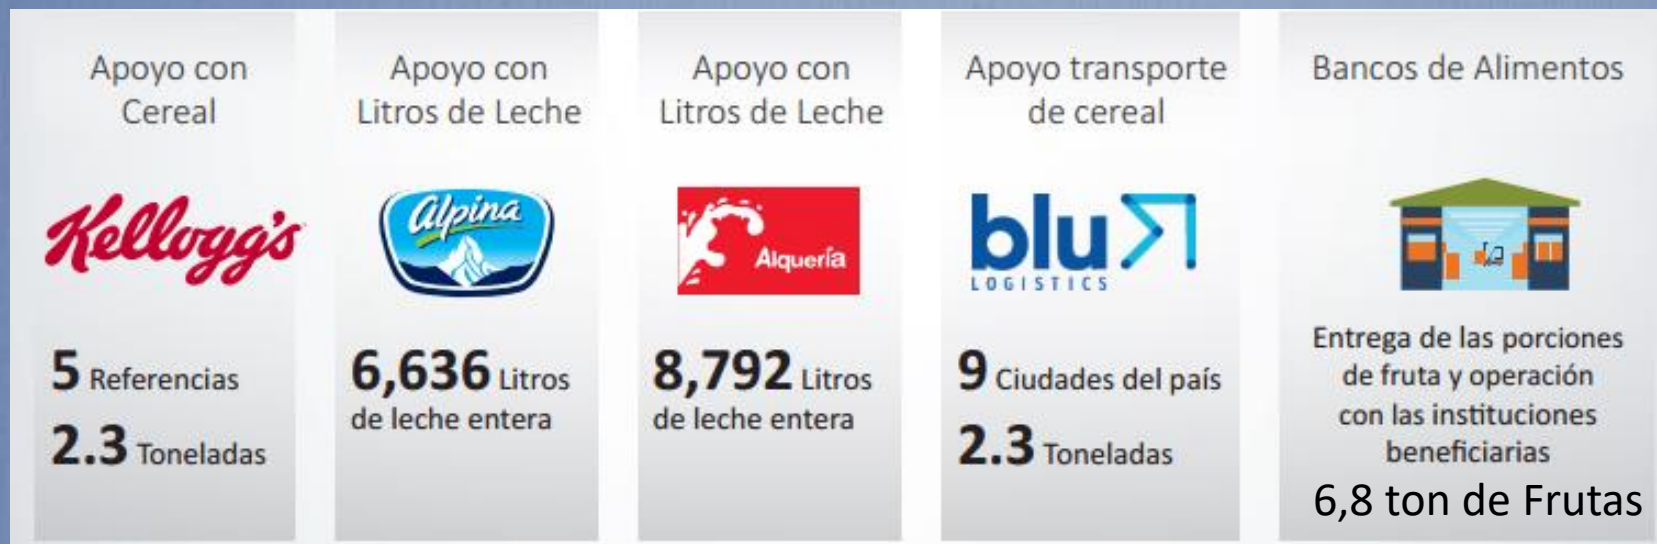 Apoyo con
Cereal
Kellogg's
5 Referencias
2.3 Toneladas
Apoyo con
Litros de Leche
alpina
6,636 Litros
de leche entera
Apoyo con
Litros de Leche
Alquería
8,792 Litros
de leche entera
Apoyo transporte
de cereal
blu
LOGISTICS
9 Ciudades del país
2.3 Toneladas
Bancos de Alimentos
Entrega de las porciones
de fruta y operación
con las instituciones
beneficiarias
6,8 ton de Frutas